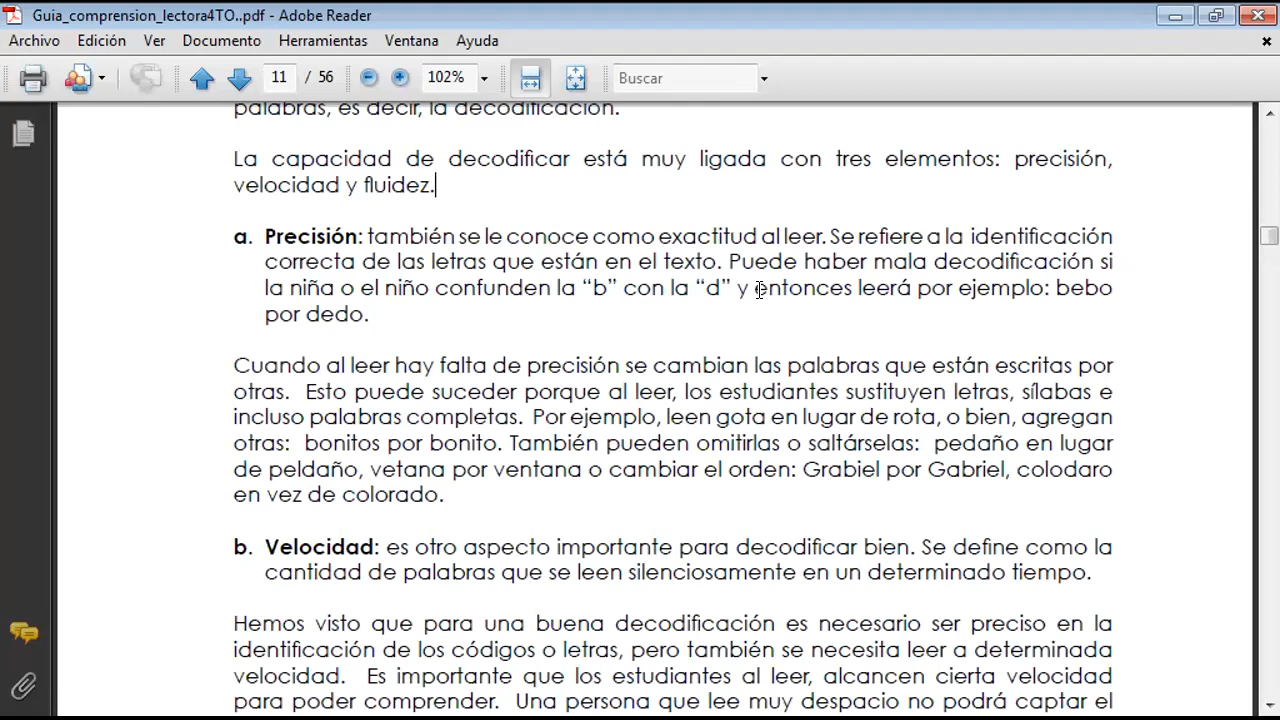 Guia_comprension_lectora4TO..pdf - Adobe Reader
Archivo Edición Ver Documento Herramientas Ventana Ayuda
11 / 56 102% Buscar
palabras, es decir, la decodificación.
La capacidad de decodificar está muy ligada con tres elementos: precisión,
velocidad y fluidez.
a. Precisión: también se le conoce como exactitud al leer. Se refiere a la identificación
correcta de las letras que están en el texto. Puede haber mala decodificación si
la niña o el niño confunden la “b” con la “d” y entonces leerá por ejemplo: bebo
por dedo.
Cuando al leer hay falta de precisión se cambian las palabras que están escritas por
otras. Esto puede suceder porque al leer, los estudiantes sustituyen letras, sílabas e
incluso palabras completas. Por ejemplo, leen gota en lugar de rota, o bien, agregan
otras: bonitos por bonito. También pueden omitirlas o saltárselas: pedaño en lugar
de peldaño, vetana por ventana o cambiar el orden: Grabiel por Gabriel, colodaro
en vez de colorado.
b. Velocidad: es otro aspecto importante para decodificar bien. Se define como la
cantidad de palabras que se leen silenciosamente en un determinado tiempo.
Hemos visto que para una buena decodificación es necesario ser preciso en la
identificación de los códigos o letras, pero también se necesita leer a determinada
velocidad. Es importante que los estudiantes al leer, alcancen cierta velocidad
para poder comprender. Una persona que lee muy despacio no podrá captar el